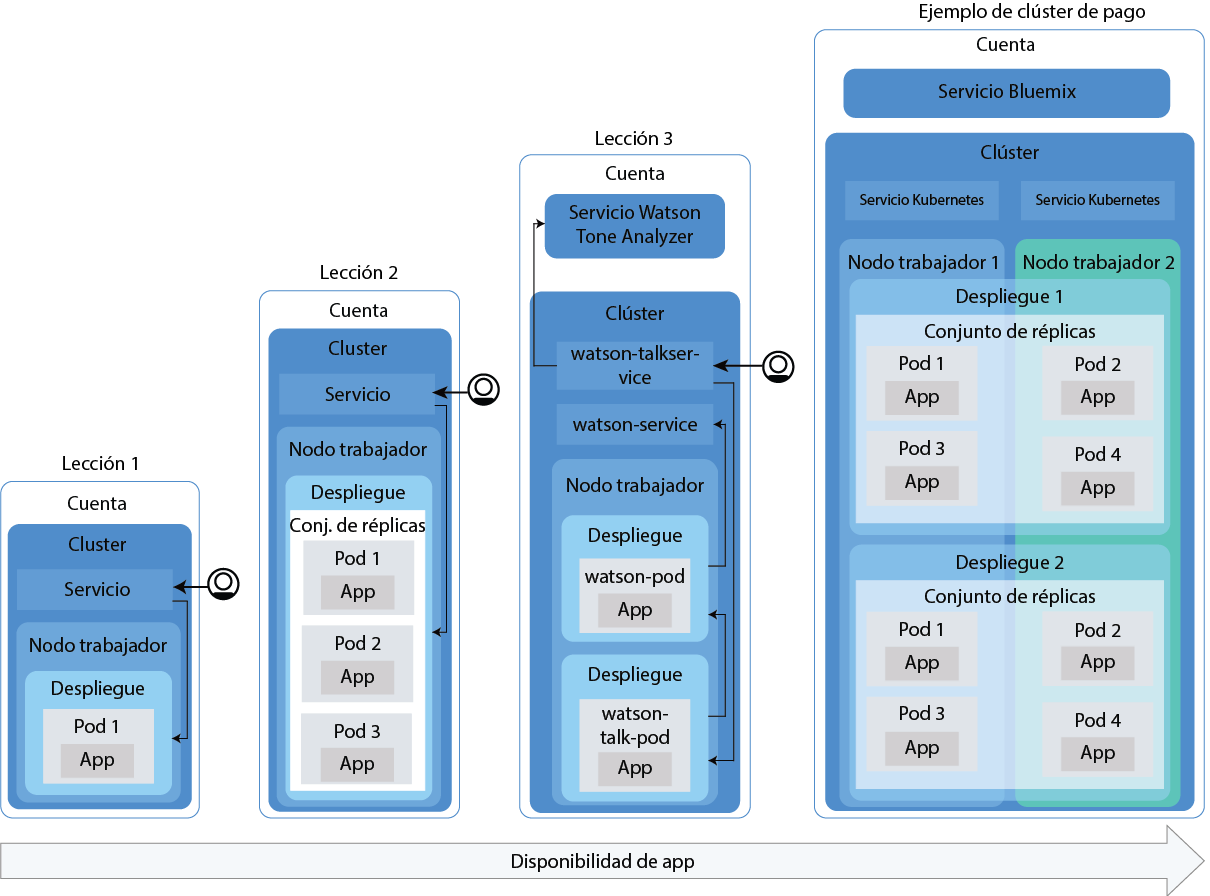 Lección 1
Cuenta
Cluster
Servicio
Nodo trabajador
Despliegue
Pod 1
App
Lección 2
Cuenta
Cluster
Servicio
Nodo trabajador
Despliegue
Conj. de réplicas
Pod 1
App
Pod 2
App
Pod 3
App
Lección 3
Cuenta
Servicio Watson
Tone Analyzer
Clúster
watson-talkser-
vice
watson-service
Nodo trabajador
Despliegue
watson-pod
App
Despliegue
watson-
talk-pod
App
Ejemplo de clúster de pago
Cuenta
Servicio Bluemix
Clúster
Servicio Kubernetes
Servicio Kubernetes
Nodo trabajador 1
Nodo trabajador 2
Despliegue 1
Conjunto de réplicas
Pod 1
App
Pod 2
App
Pod 3
App
Pod 4
App
Despliegue 2
Conjunto de réplicas
Pod 1
App
Pod 2
App
Pod 3
App
Pod 4
App
Disponibilidad de app